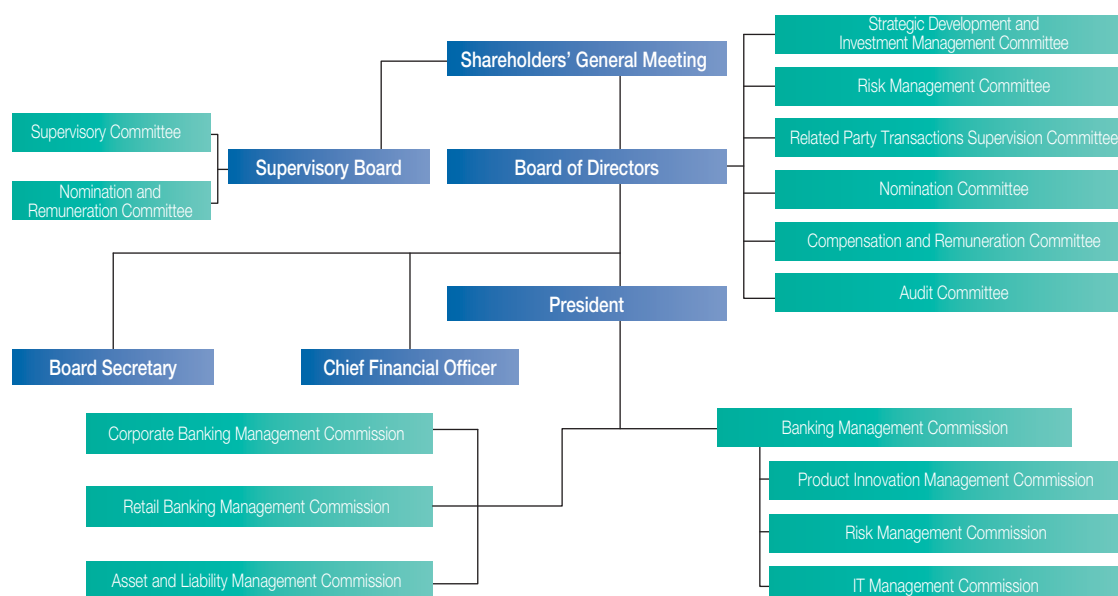 Strategic Development and
Investment Management Committee
Shareholders' General Meeting
Risk Management Committee
Supervisory Committee
Related Party Transactions Supervision Committee
Supervisory Board
Board of Directors
Nomination and
Remuneration Committee
Nomination Committee
Compensation and Remuneration Committee
Audit Committee
President
Board Secretary
Chief Financial Officer
Corporate Banking Management Commission
Banking Management Commission
Product Innovation Management Commission
Retail Banking Management Commission
Risk Management Commission
Asset and Liability Management Commission
IT Management Commission